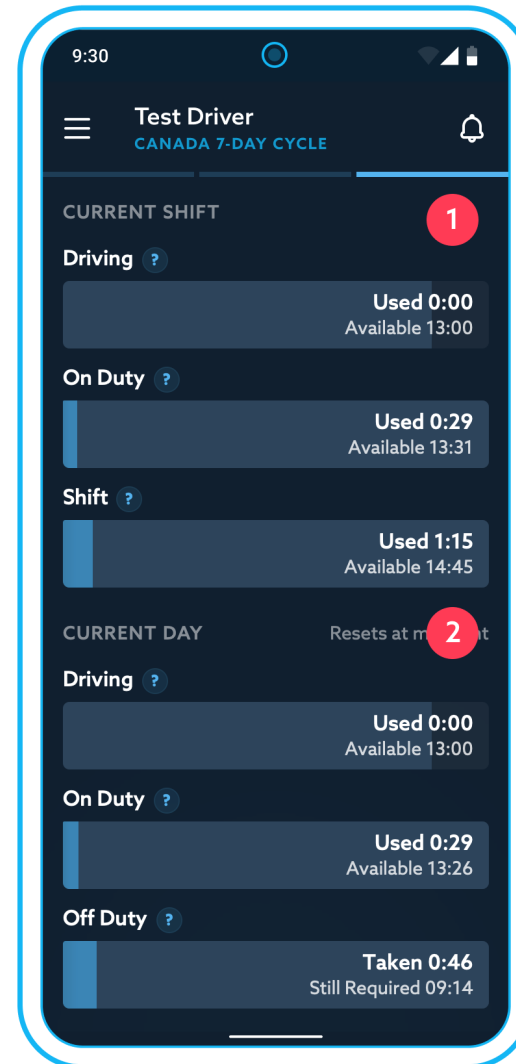 9:30
Test Driver
CANADA 7-DAY CYCLE
CURRENT SHIFT
1
Driving ?
Used 0:00
Available 13:00
On Duty ?
Used 0:29
Available 13:31
Shift ?
Used 1:15
Available 14:45
CURRENT DAY
Resets at
2
Driving ?
Used 0:00
Available 13:00
On Duty ?
Used 0:29
Available 13:26
Off Duty ?
Taken 0:46
Still Required 09:14